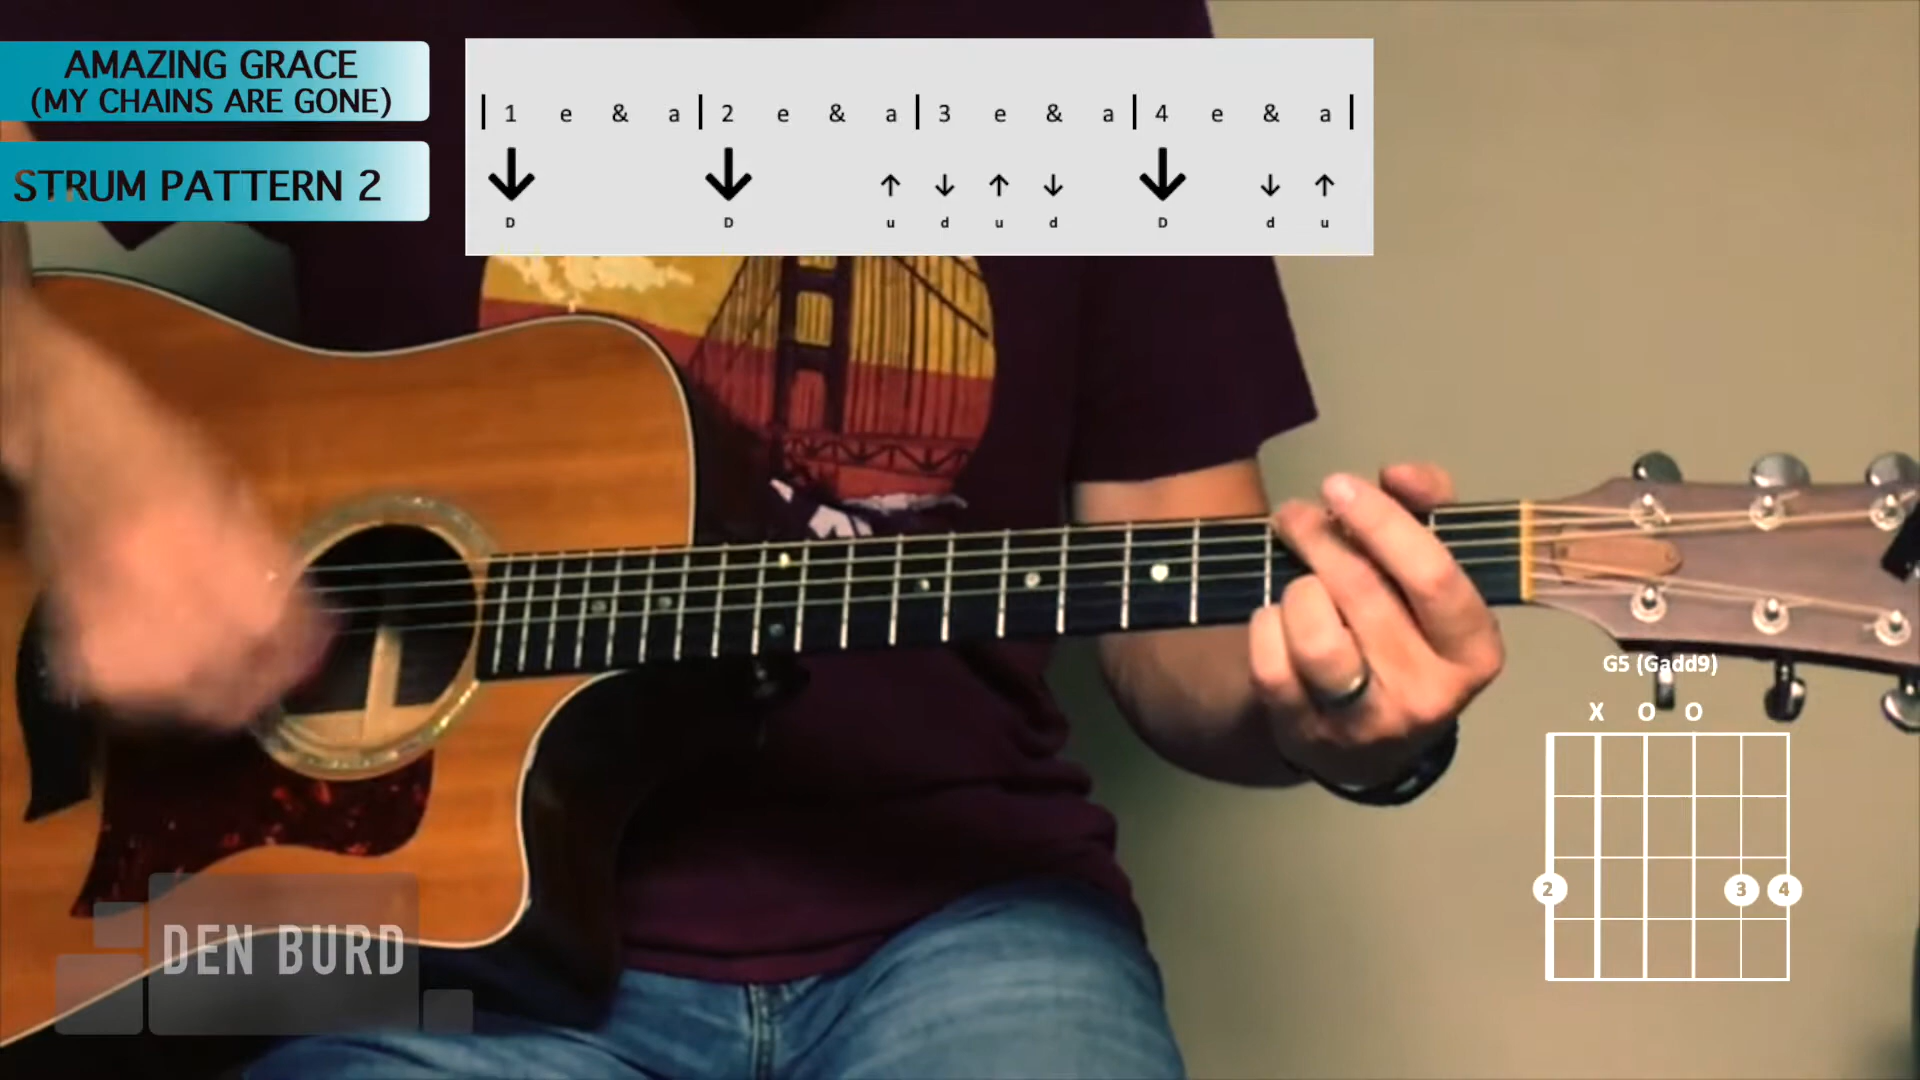 AMAZING GRACE
(MY CHAINS ARE GONE)
STRUM PATTERN 2
| 1 e & a | 2 e & a | 3 e & a | 4 e & a |
D D u d u d D d u
G5 (Gadd9)
X O O
2 3 4
DEN BURD